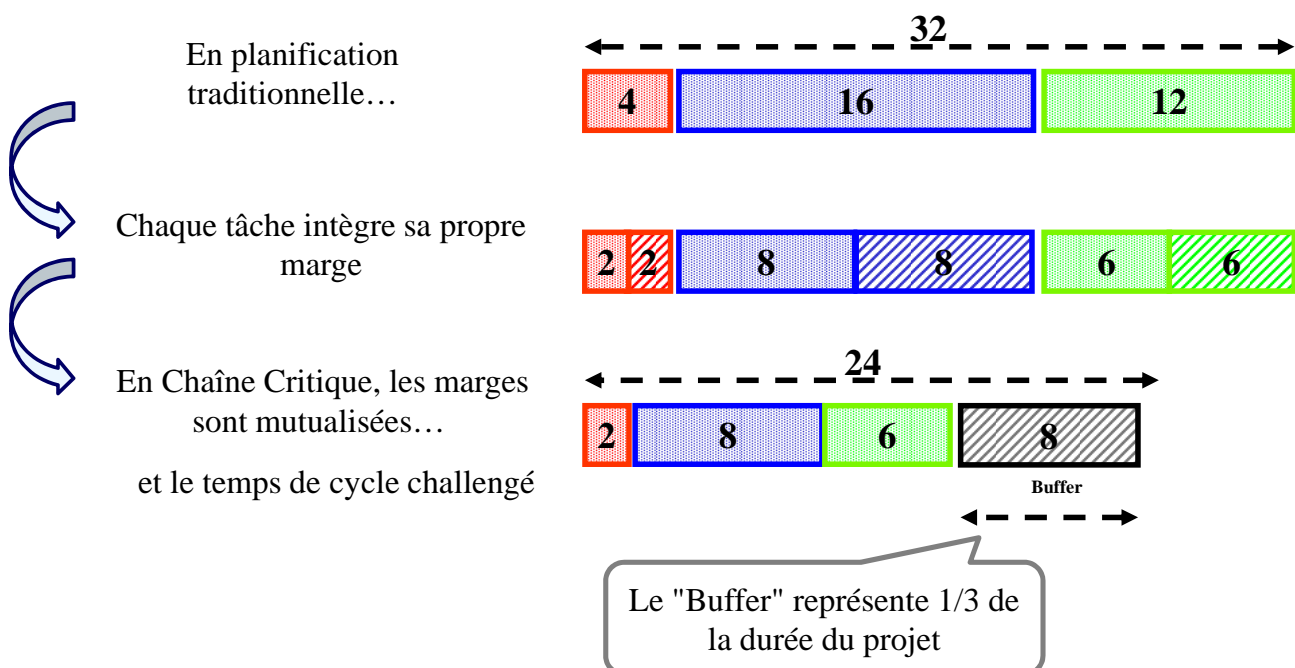 32
En planification
traditionnelle…
4 16 12
Chaque tâche intègre sa propre
marge
2 2 8 8 6 6
24
En Chaîne Critique, les marges
sont mutualisées…
2 8 6 8
et le temps de cycle challengé
Buffer
Le "Buffer" représente 1/3 de
la durée du projet